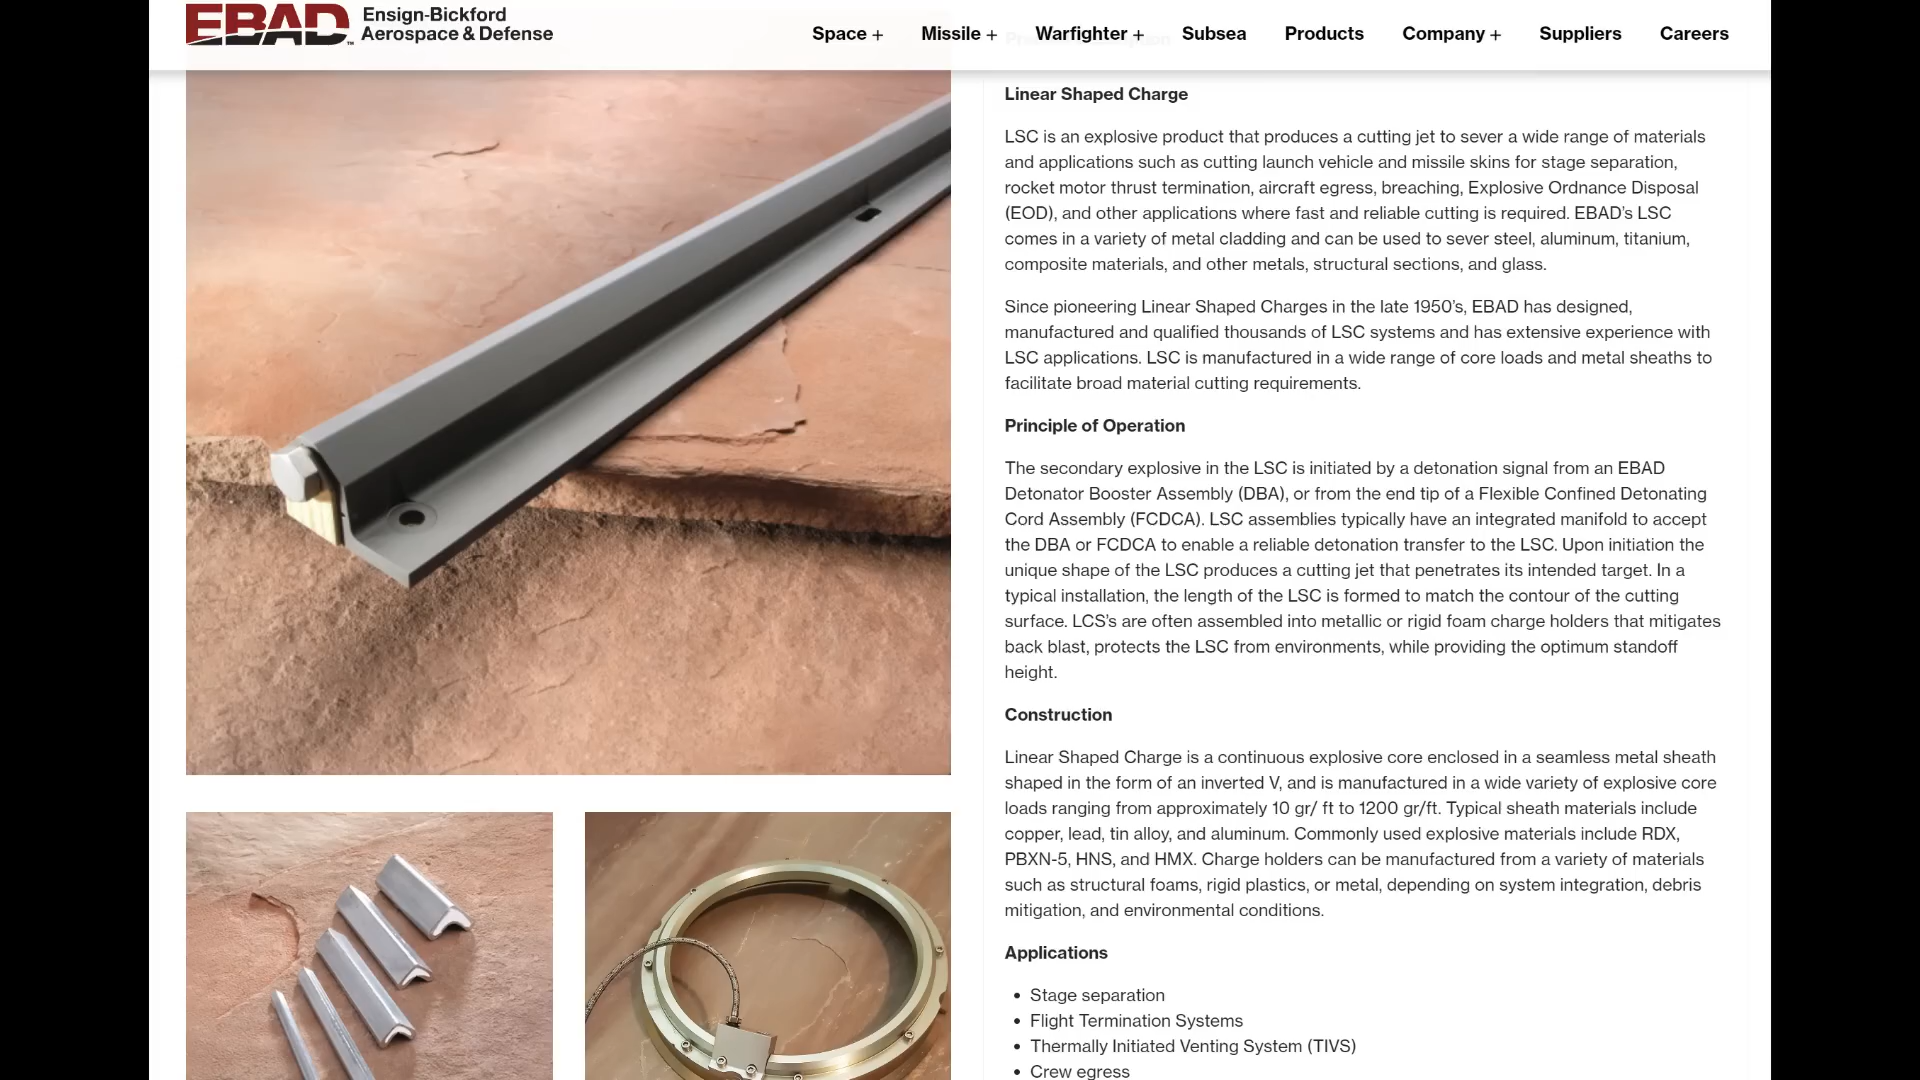 EBAD™ Ensign-Bickford
Aerospace & Defense
Space + Missile + Warfighter + Subsea Products Company + Suppliers Careers
Linear Shaped Charge
LSC is an explosive product that produces a cutting jet to sever a wide range of materials
and applications such as cutting launch vehicle and missile skins for stage separation,
rocket motor thrust termination, aircraft egress, breaching, Explosive Ordnance Disposal
(EOD), and other applications where fast and reliable cutting is required. EBAD’s LSC
comes in a variety of metal cladding and can be used to sever steel, aluminum, titanium,
composite materials, and other metals, structural sections, and glass.
Since pioneering Linear Shaped Charges in the late 1950’s, EBAD has designed,
manufactured and qualified thousands of LSC systems and has extensive experience with
LSC applications. LSC is manufactured in a wide range of core loads and metal sheaths to
facilitate broad material cutting requirements.
Principle of Operation
The secondary explosive in the LSC is initiated by a detonation signal from an EBAD
Detonator Booster Assembly (DBA), or from the end tip of a Flexible Confined Detonating
Cord Assembly (FCDCA). LSC assemblies typically have an integrated manifold to accept
the DBA or FCDCA to enable a reliable detonation transfer to the LSC. Upon initiation the
unique shape of the LSC produces a cutting jet that penetrates its intended target. In a
typical installation, the length of the LSC is formed to match the contour of the cutting
surface. LCS’s are often assembled into metallic or rigid foam charge holders that mitigates
back blast, protects the LSC from environments, while providing the optimum standoff
height.
Construction
Linear Shaped Charge is a continuous explosive core enclosed in a seamless metal sheath
shaped in the form of an inverted V, and is manufactured in a wide variety of explosive core
loads ranging from approximately 10 gr/ ft to 1200 gr/ft. Typical sheath materials include
copper, lead, tin alloy, and aluminum. Commonly used explosive materials include RDX,
PBXN-5, HNS, and HMX. Charge holders can be manufactured from a variety of materials
such as structural foams, rigid plastics, or metal, depending on system integration, debris
mitigation, and environmental conditions.
Applications
• Stage separation
• Flight Termination Systems
• Thermally Initiated Venting System (TIVS)
• Crew egress